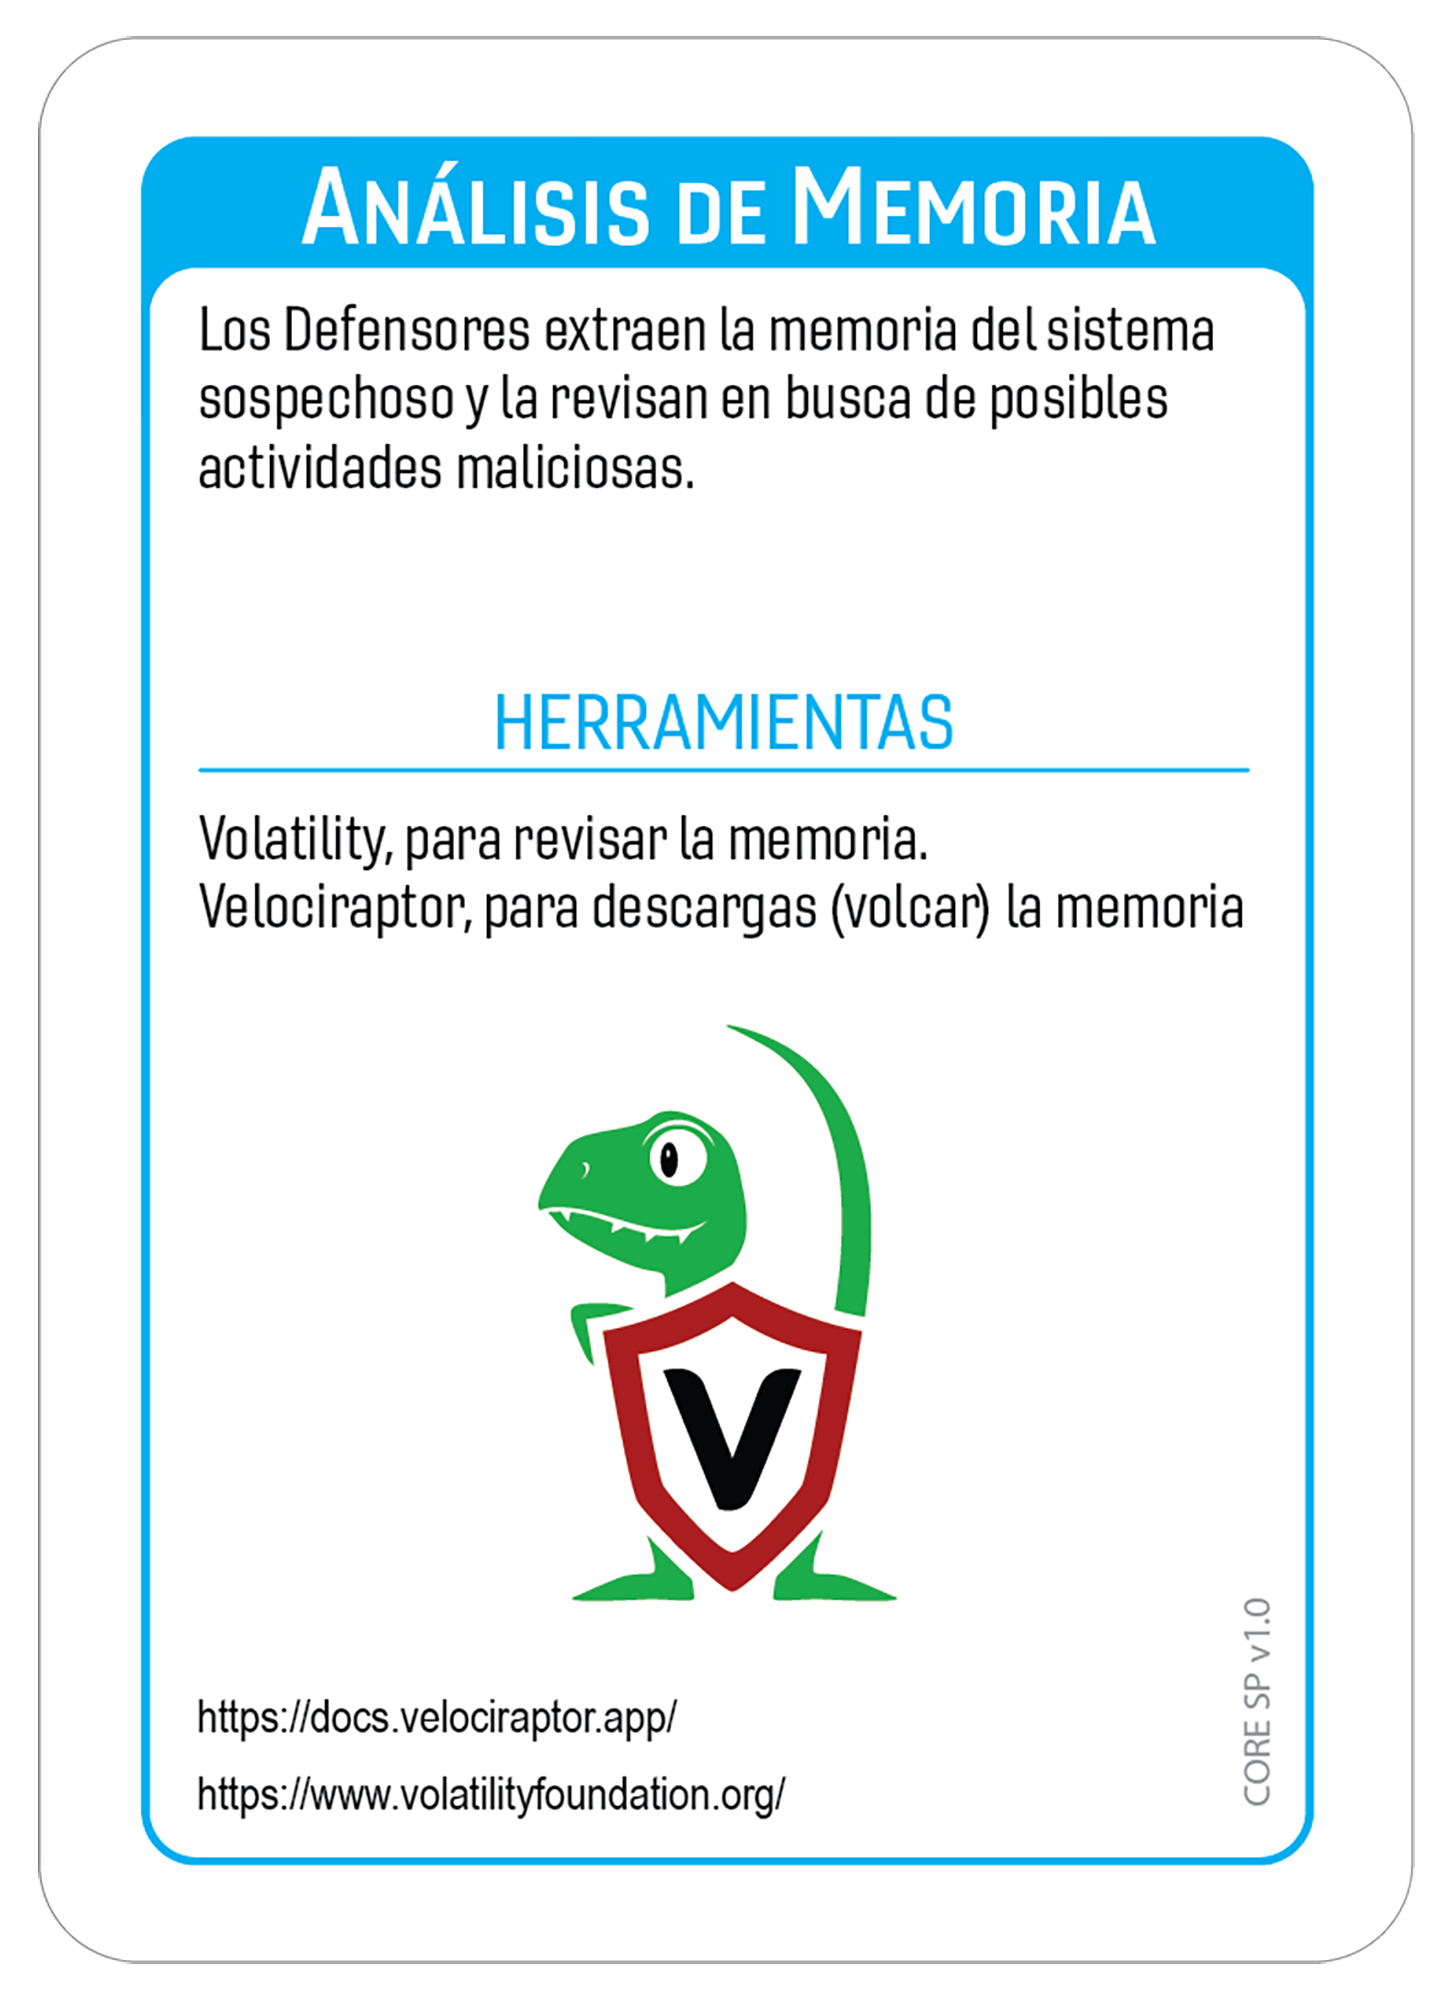 ANÁLISIS DE MEMORIA
Los Defensores extraen la memoria del sistema
sospechoso y la revisan en busca de posibles
actividades maliciosas.
HERRAMIENTAS
Volatility, para revisar la memoria.
Velociraptor, para descargas (volcar) la memoria
V
https://docs.velociraptor.app/
https://www.volatilityfoundation.org/
CORE SP v1.0